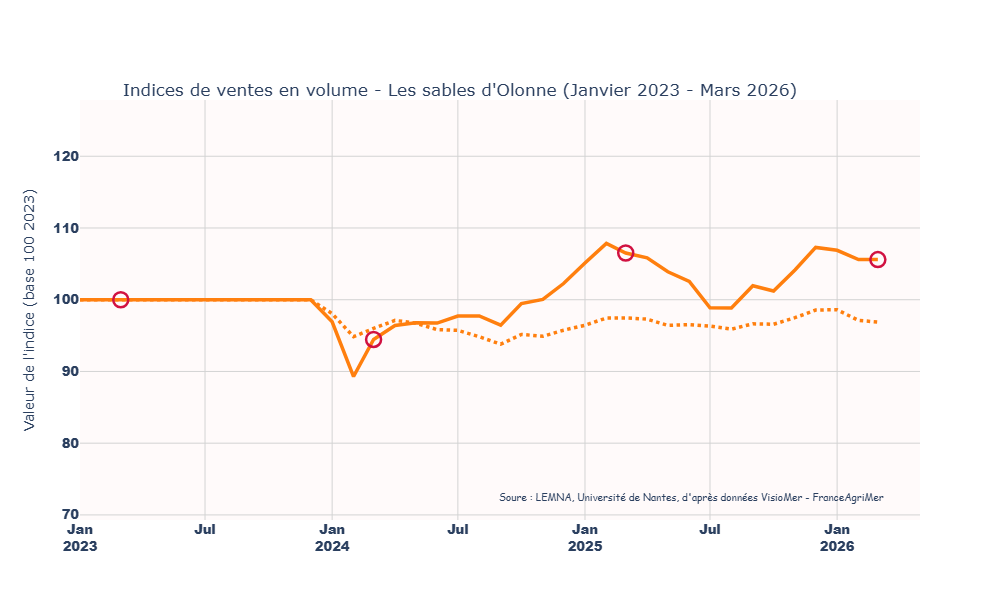 Indices de ventes en volume - Les sables d'Olonne (Janvier 2023 - Mars 2026)
Valeur de l'indice (base 100 2023)
120
110
100
90
80
70
Soure : LEMNA, Université de Nantes, d'après données VisioMer - FranceAgriMer
Jan Jul Jan Jul Jan Jul Jan
2023 2024 2025 2026